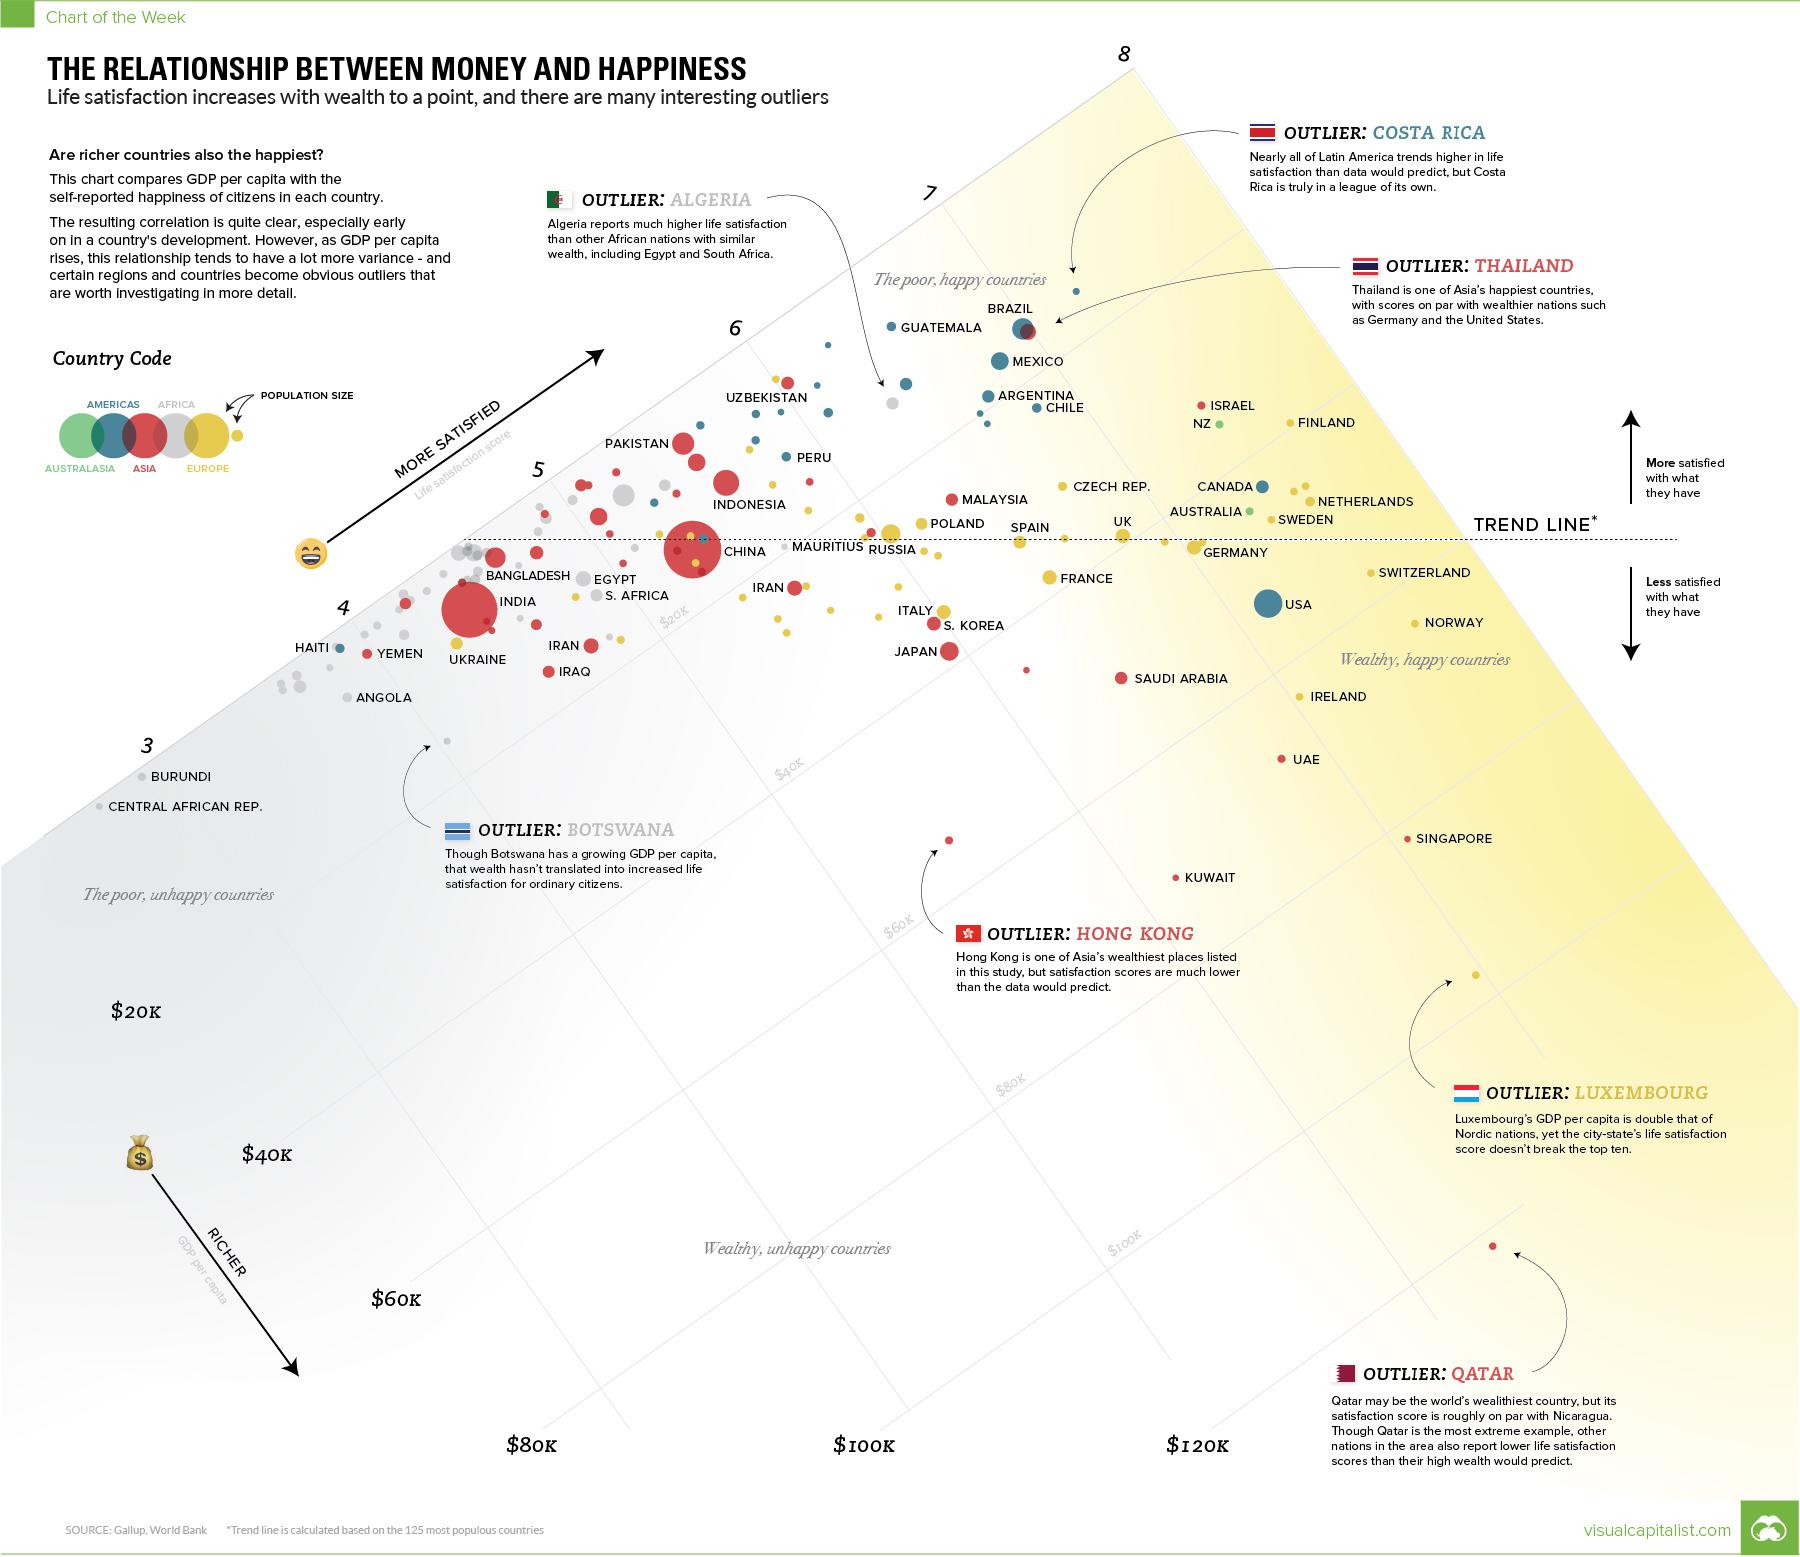 Chart of the Week
THE RELATIONSHIP BETWEEN MONEY AND HAPPINESS
Life satisfaction increases with wealth to a point, and there are many interesting outliers
Are richer countries also the happiest?
This chart compares GDP per capita with the
self-reported happiness of citizens in each country.
The resulting correlation is quite clear, especially early
on in a country's development. However, as GDP per capita
rises, this relationship tends to have a lot more variance - and
certain regions and countries become obvious outliers that
are worth investigating in more detail.
Country Code
POPULATION SIZE
AMERICAS
AFRICA
AUSTRALASIA
ASIA
EUROPE
MORE SATISFIED
Life satisfaction score
8
7
6
5
4
3
OUTLIER: ALGERIA
Algeria reports much higher life satisfaction
than other African nations with similar
wealth, including Egypt and South Africa.
OUTLIER: COSTA RICA
Nearly all of Latin America trends higher in life
satisfaction than data would predict, but Costa
Rica is truly in a league of its own.
OUTLIER: THAILAND
Thailand is one of Asia's happiest countries,
with scores on par with wealthier nations such
as Germany and the United States.
The poor, happy countries
BRAZIL
GUATEMALA
MEXICO
UZBEKISTAN
ARGENTINA
CHILE
ISRAEL
NZ
FINLAND
PAKISTAN
PERU
More satisfied
with what
they have
INDONESIA
MALAYSIA
CZECH REP.
CANADA
NETHERLANDS
AUSTRALIA
SWEDEN
POLAND
SPAIN
UK
TREND LINE*
CHINA
MAURITIUS
RUSSIA
GERMANY
BANGLADESH
EGYPT
S. AFRICA
IRAN
FRANCE
SWITZERLAND
Less satisfied
with what
they have
INDIA
ITALY
S. KOREA
USA
NORWAY
HAITI
YEMEN
UKRAINE
IRAN
IRAQ
JAPAN
Wealthy, happy countries
SAUDI ARABIA
ANGOLA
IRELAND
UAE
BURUNDI
CENTRAL AFRICAN REP.
SINGAPORE
KUWAIT
$20K
$40K
$60K
$80K
$100K
OUTLIER: BOTSWANA
Though Botswana has a growing GDP per capita,
that wealth hasn't translated into increased life
satisfaction for ordinary citizens.
The poor, unhappy countries
OUTLIER: HONG KONG
Hong Kong is one of Asia's wealthiest places listed
in this study, but satisfaction scores are much lower
than the data would predict.
OUTLIER: LUXEMBOURG
Luxembourg's GDP per capita is double that of
Nordic nations, yet the city-state's life satisfaction
score doesn't break the top ten.
$20K
$40K
$60K
$80K
$100K
$120K
RICHER
GDP per capita
Wealthy, unhappy countries
OUTLIER: QATAR
Qatar may be the world's wealithiest country, but its
satisfaction score is roughly on par with Nicaragua.
Though Qatar is the most extreme example, other
nations in the area also report lower life satisfaction
scores than their high wealth would predict.
SOURCE: Gallup, World Bank
*Trend line is calculated based on the 125 most populous countries
visualcapitalist.com